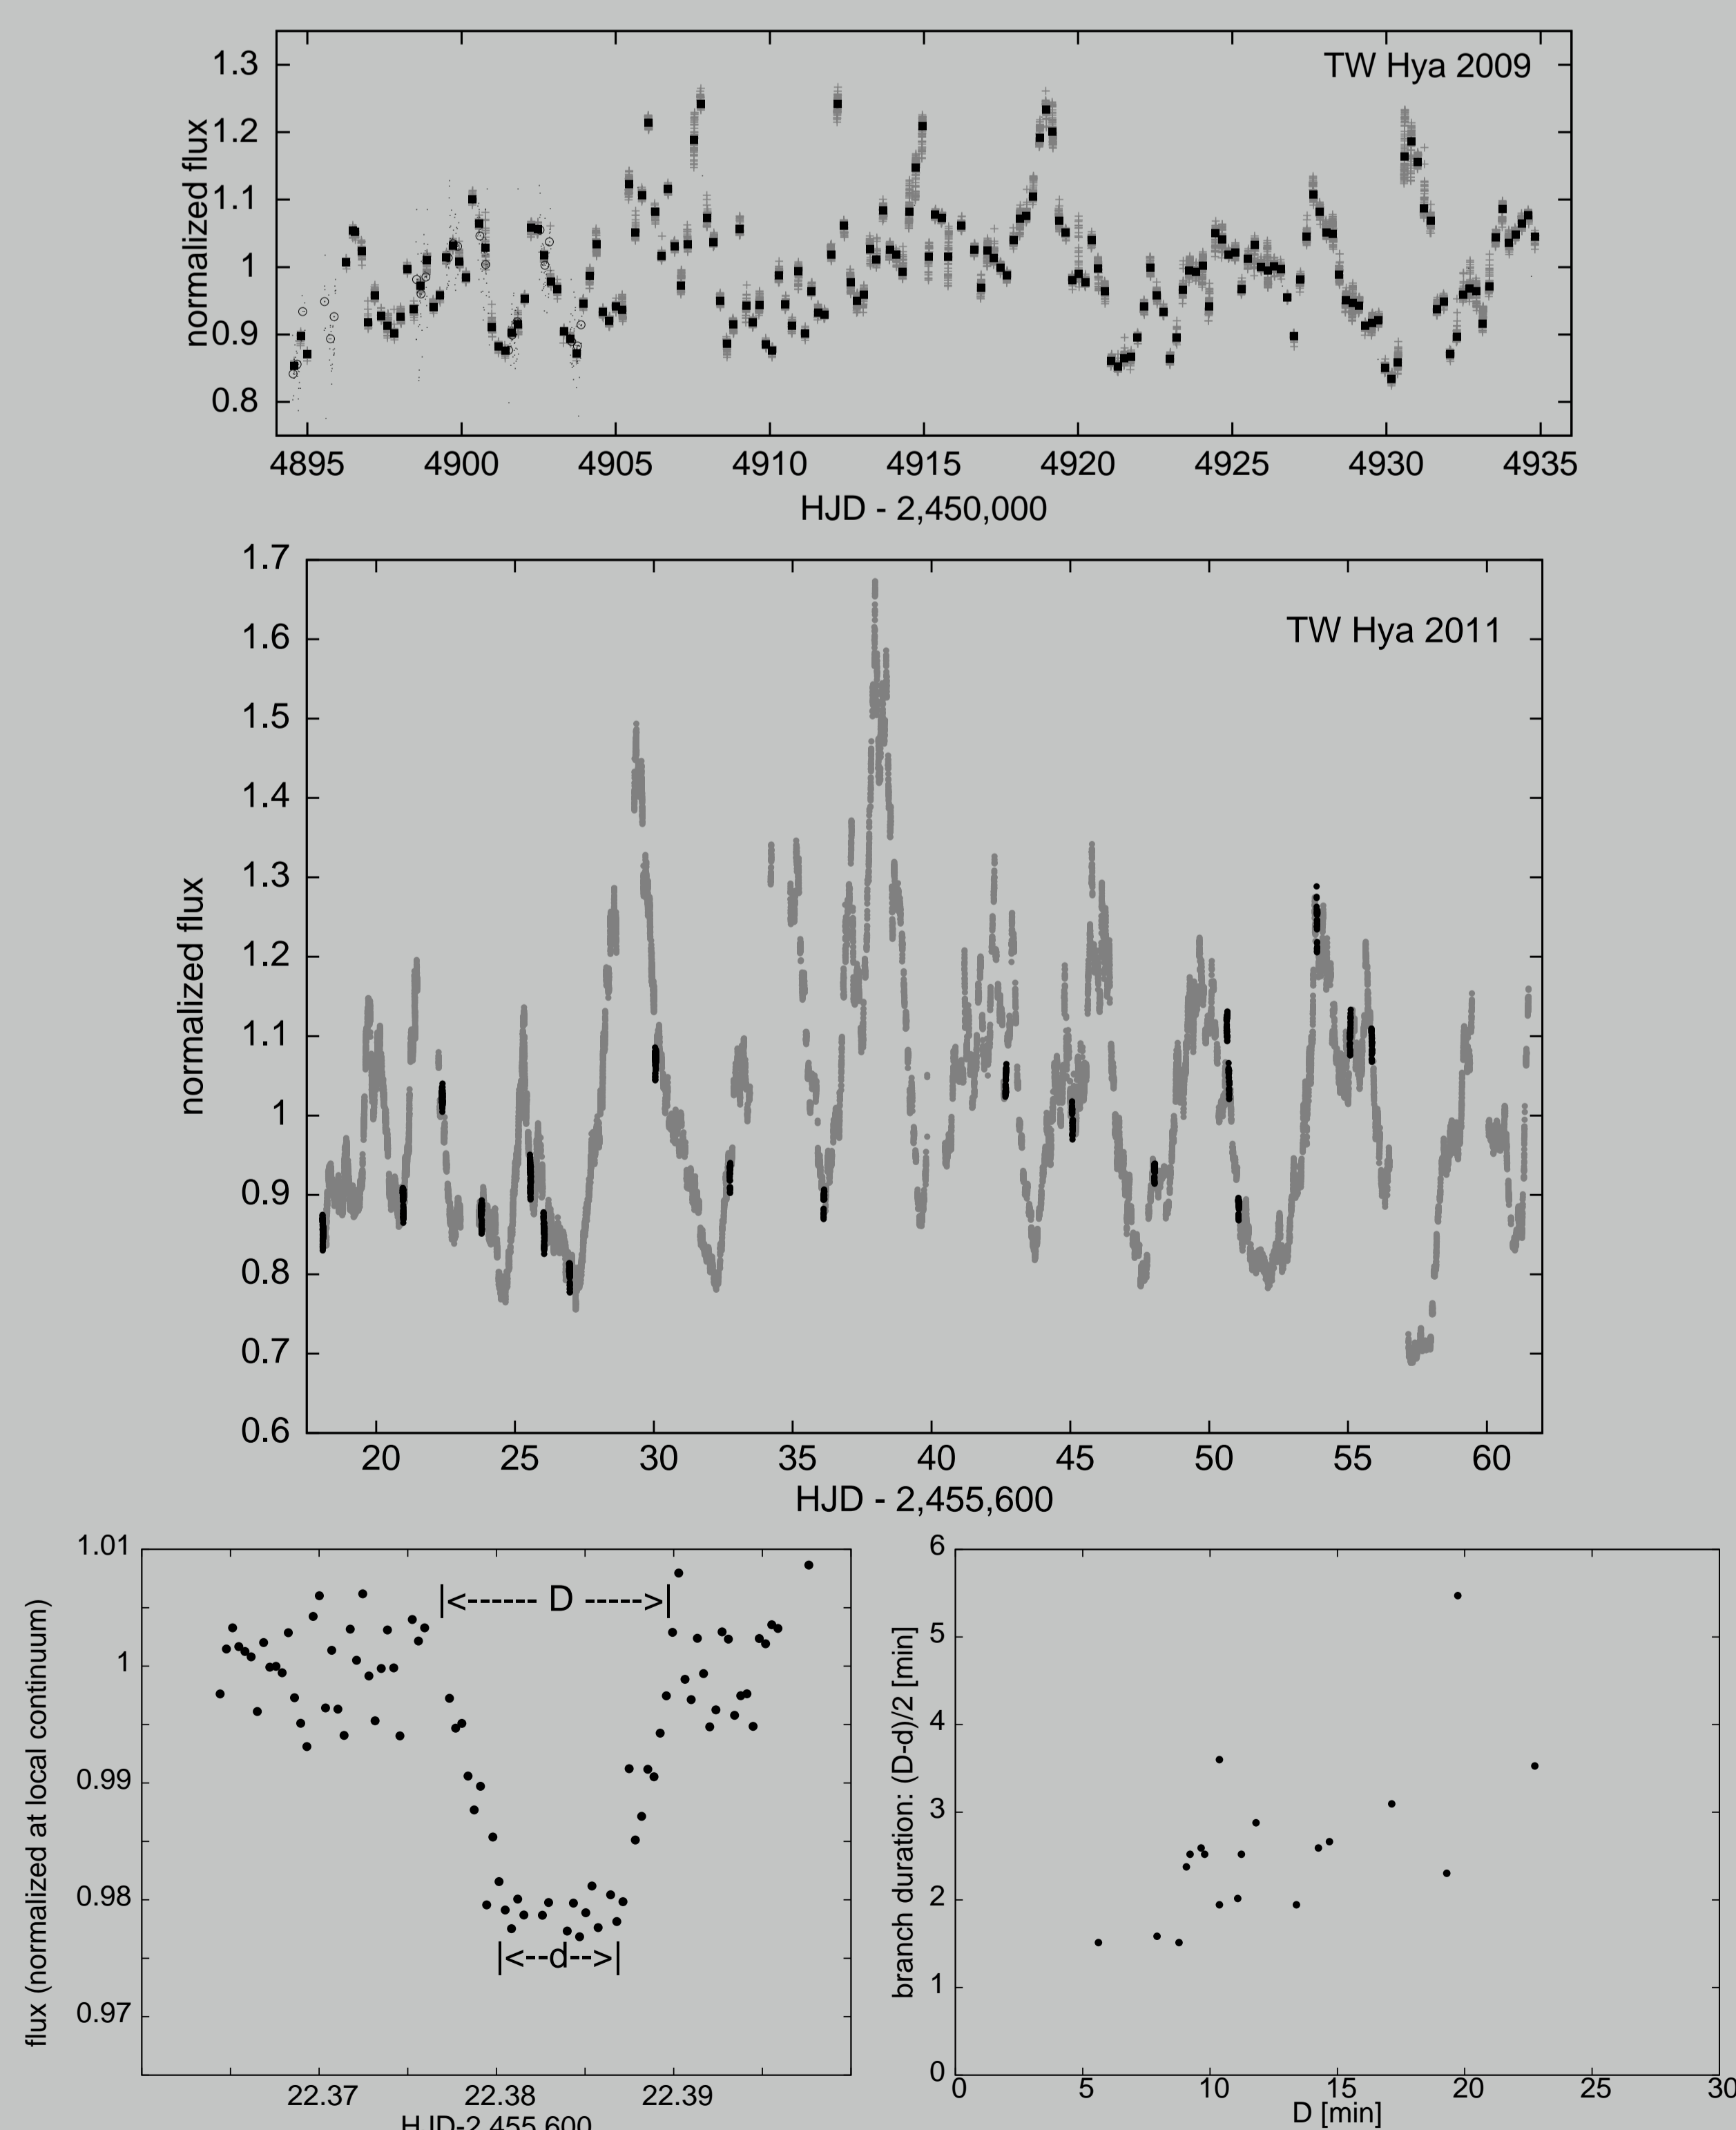 TW Hya 2009
normalized flux
1.3
1.2
1.1
1
0.9
0.8
4895 4900 4905 4910 4915 4920 4925 4930 4935
HJD - 2,450,000
TW Hya 2011
normalized flux
1.7
1.6
1.5
1.4
1.3
1.2
1.1
1
0.9
0.8
0.7
0.6
20 25 30 35 40 45 50 55 60
HJD - 2,455,600
flux (normalized at local continuum)
1.01
1
0.99
0.98
0.97
|<------ D ----->|
|<--d-->|
22.37 22.38 22.39
HJD-2,455,600
branch duration: (D-d)/2 [min]
6
5
4
3
2
1
0
0 5 10 15 20 25 30
D [min]